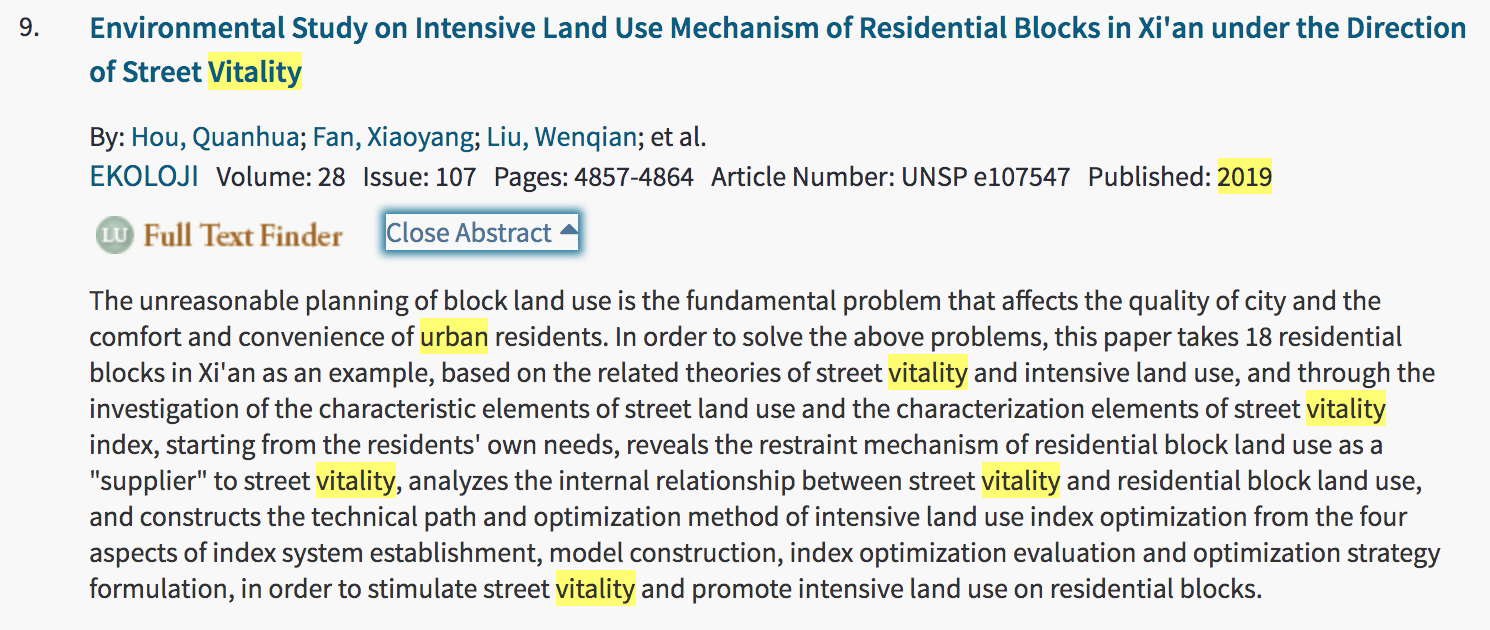 9. Environmental Study on Intensive Land Use Mechanism of Residential Blocks in Xi'an under the Direction
of Street Vitality
By: Hou, Quanhua; Fan, Xiaoyang; Liu, Wenqian; et al.
EKOLOJI Volume: 28 Issue: 107 Pages: 4857-4864 Article Number: UNSP e107547 Published: 2019
LU Full Text Finder Close Abstract
The unreasonable planning of block land use is the fundamental problem that affects the quality of city and the
comfort and convenience of urban residents. In order to solve the above problems, this paper takes 18 residential
blocks in Xi'an as an example, based on the related theories of street vitality and intensive land use, and through the
investigation of the characteristic elements of street land use and the characterization elements of street vitality
index, starting from the residents' own needs, reveals the restraint mechanism of residential block land use as a
"supplier" to street vitality, analyzes the internal relationship between street vitality and residential block land use,
and constructs the technical path and optimization method of intensive land use index optimization from the four
aspects of index system establishment, model construction, index optimization evaluation and optimization strategy
formulation, in order to stimulate street vitality and promote intensive land use on residential blocks.